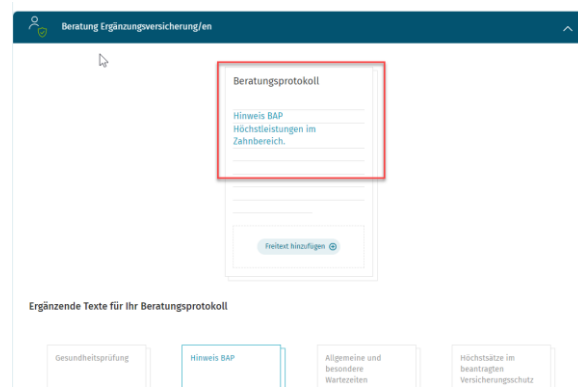 Beratung Ergänzungsversicherung/en
Beratungsprotokoll
Hinweis BAP
Höchstleistungen im
Zahnbereich.
Freitext hinzufügen
Ergänzende Texte für Ihr Beratungsprotokoll
Gesundheitsprüfung
Hinweis BAP
Allgemeine und
besondere
Wartezeiten
Höchstsätze im
beantragten
Versicherungsschutz